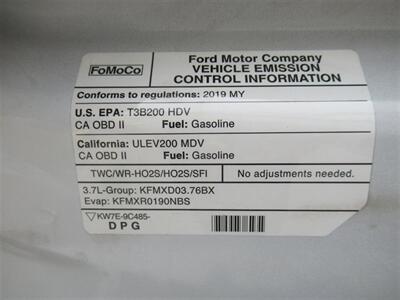 FoMoCo
Ford Motor Company
VEHICLE EMISSION
CONTROL INFORMATION
Conforms to regulations: 2019 MY
U.S. EPA: T3B200 HDV
CA OBD II Fuel: Gasoline
California: ULEV200 MDV
CA OBD II Fuel: Gasoline
TWC/WR-HO2S/HO2S/SFI No adjustments needed.
3.7L-Group: KFMXD03.76BX
Evap: KFMXR0190NBS
KW7E-9C485-
DPG